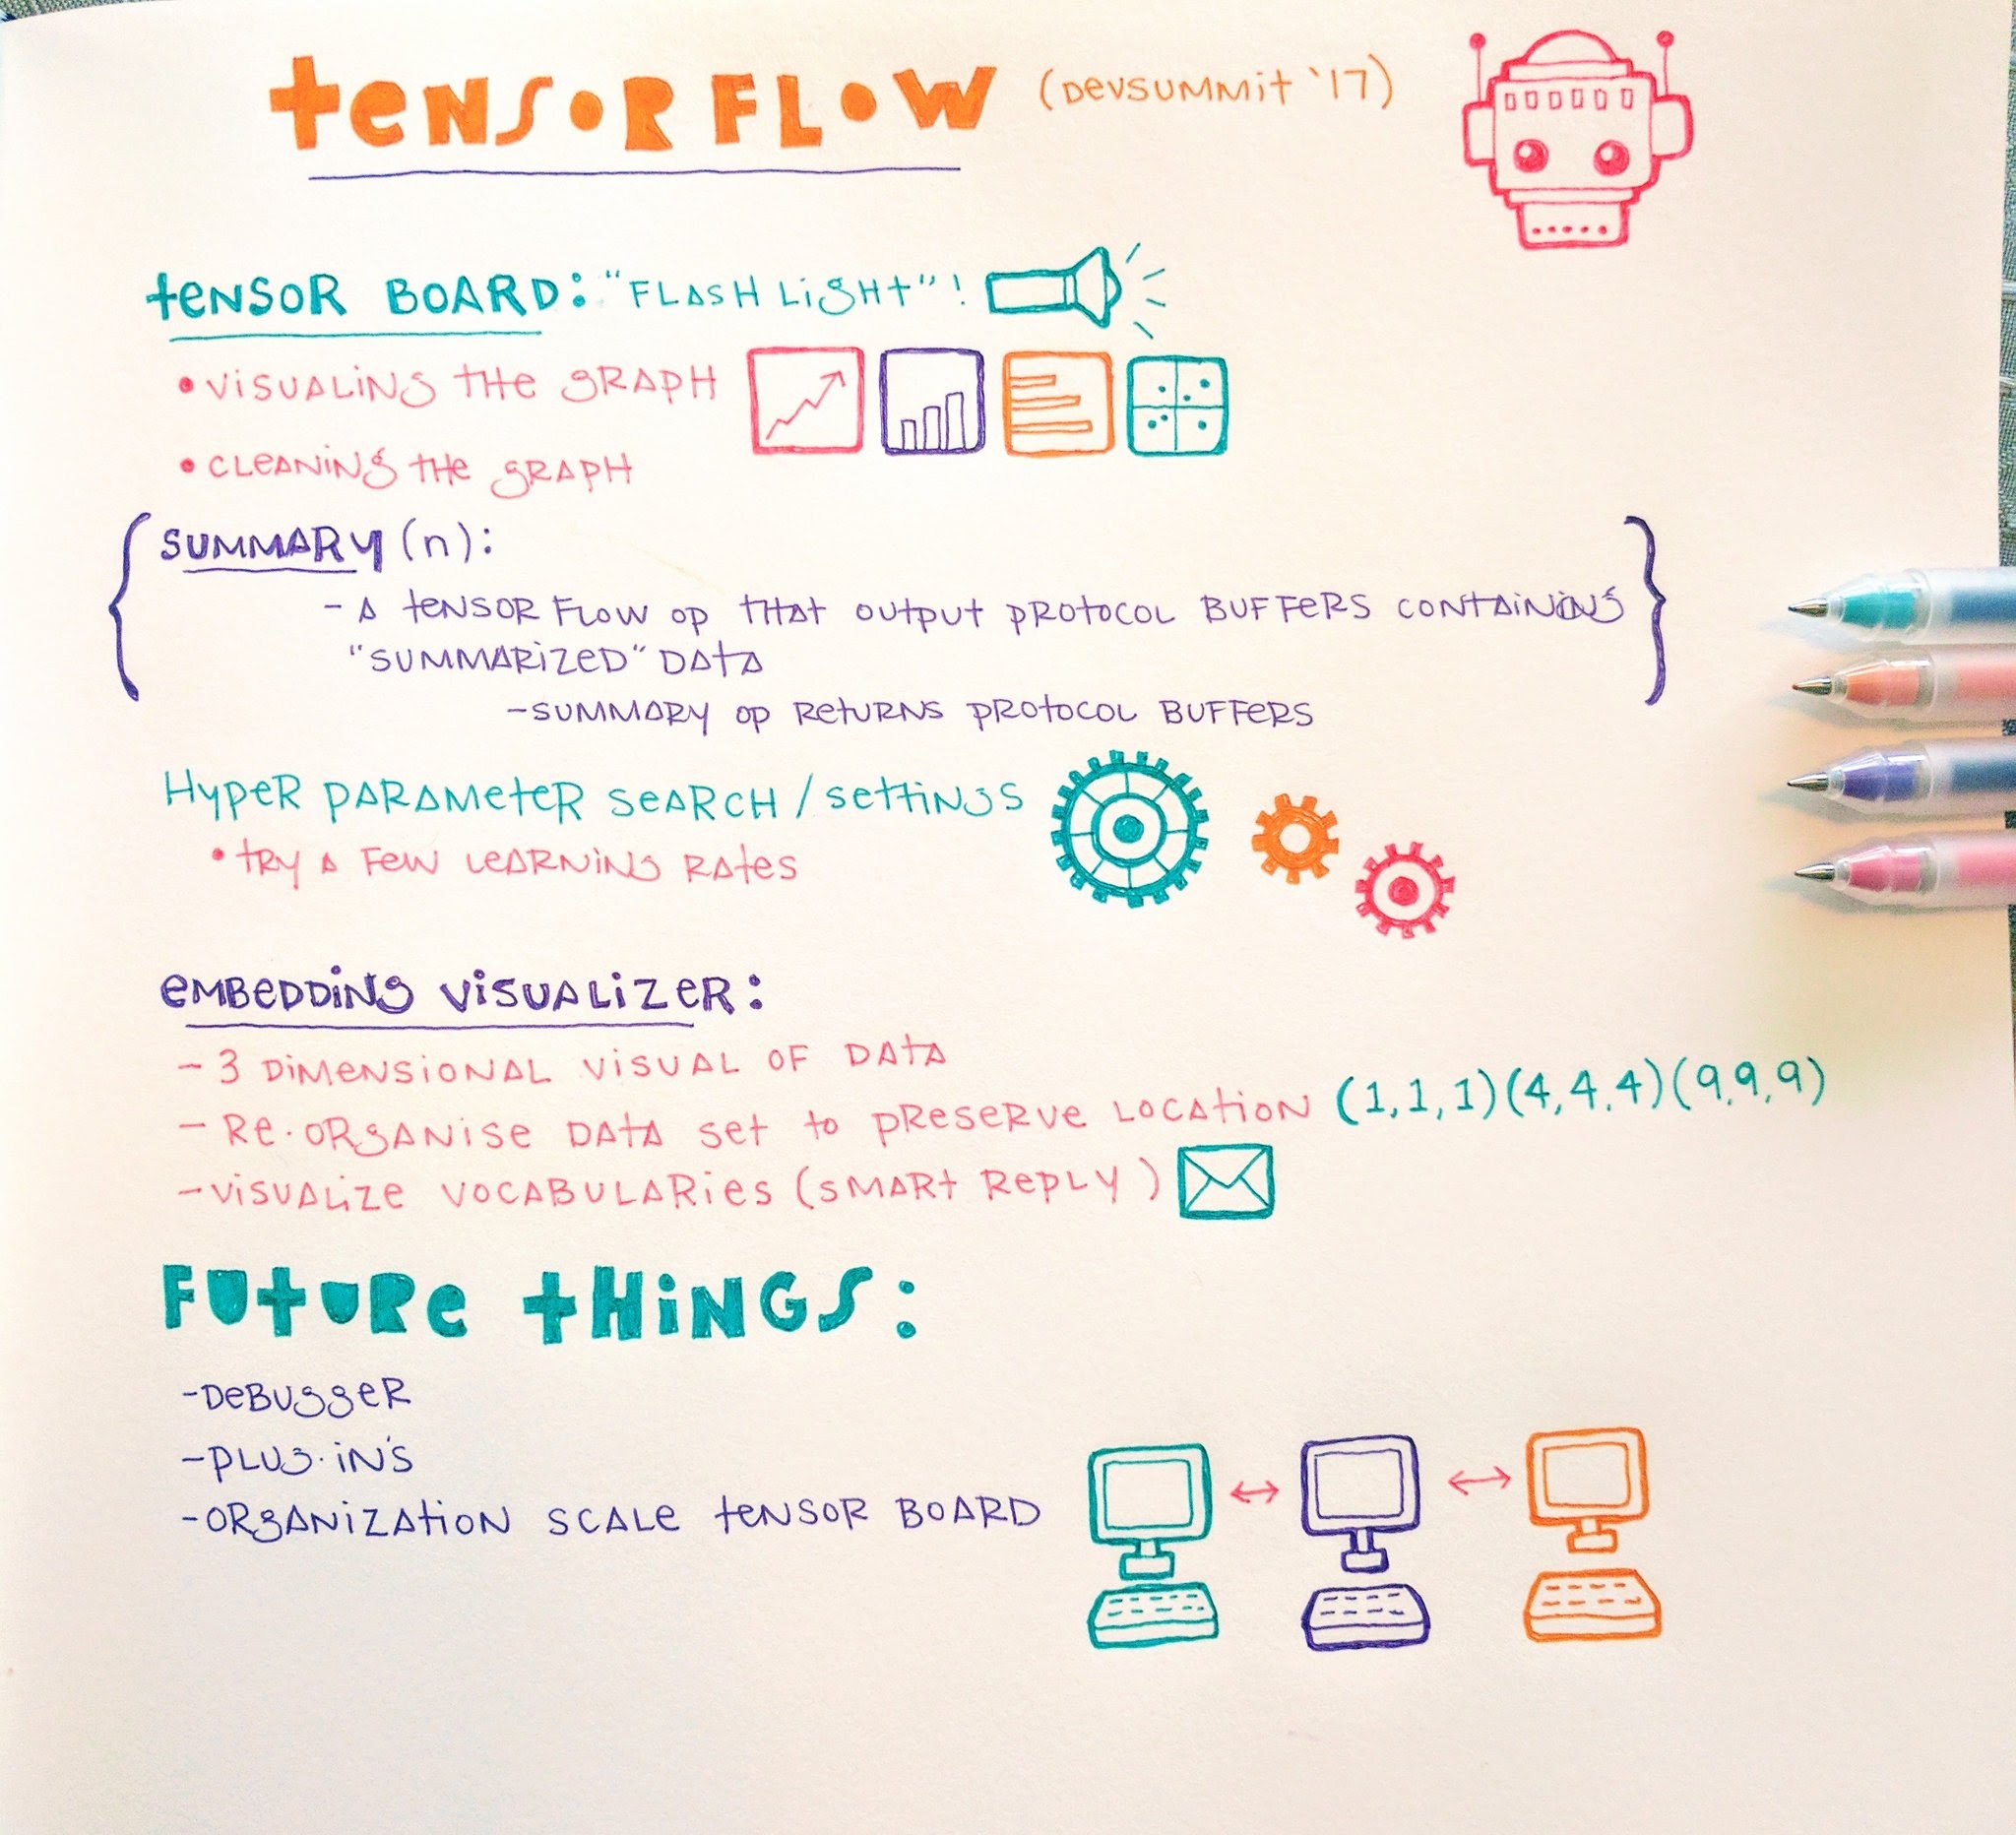 tensor flow (Devsummit '17)
tensor board: "Flash light"!
• visualing the graph
• cleaning the graph
summary (n):
- A tensor flow op that output protocol buffers containing
"summarized" data
- summary op returns protocol buffers
Hyper parameter search / settings
• try a few learning rates
embedding visualizer:
- 3 dimensional visual of data
- Re-organise data set to preserve location (1,1,1)(4,4,4)(9,9,9)
- visualize vocabularies (smart reply)
Future things:
- Debugger
- plug-in's
- organization scale tensor board